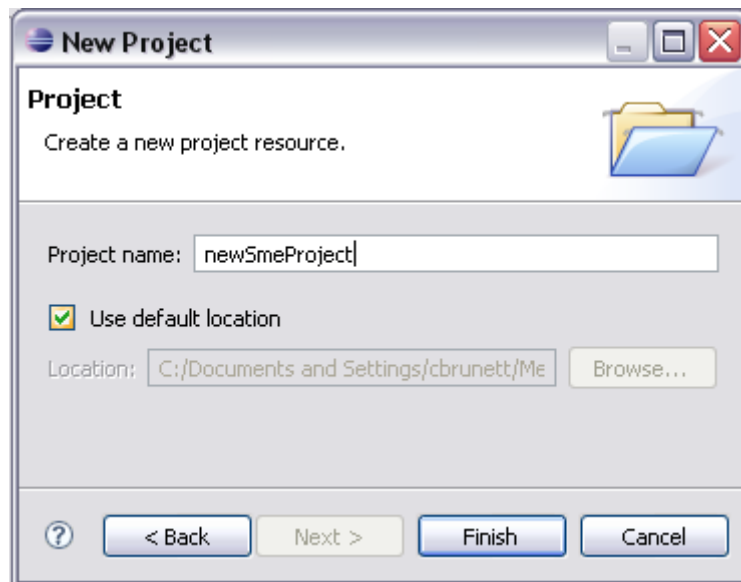 New Project
Project
Create a new project resource.
Project name: newSmeProject
Use default location
Location: C:/Documents and Settings/cbrunett/Me Browse...
? < Back Next > Finish Cancel